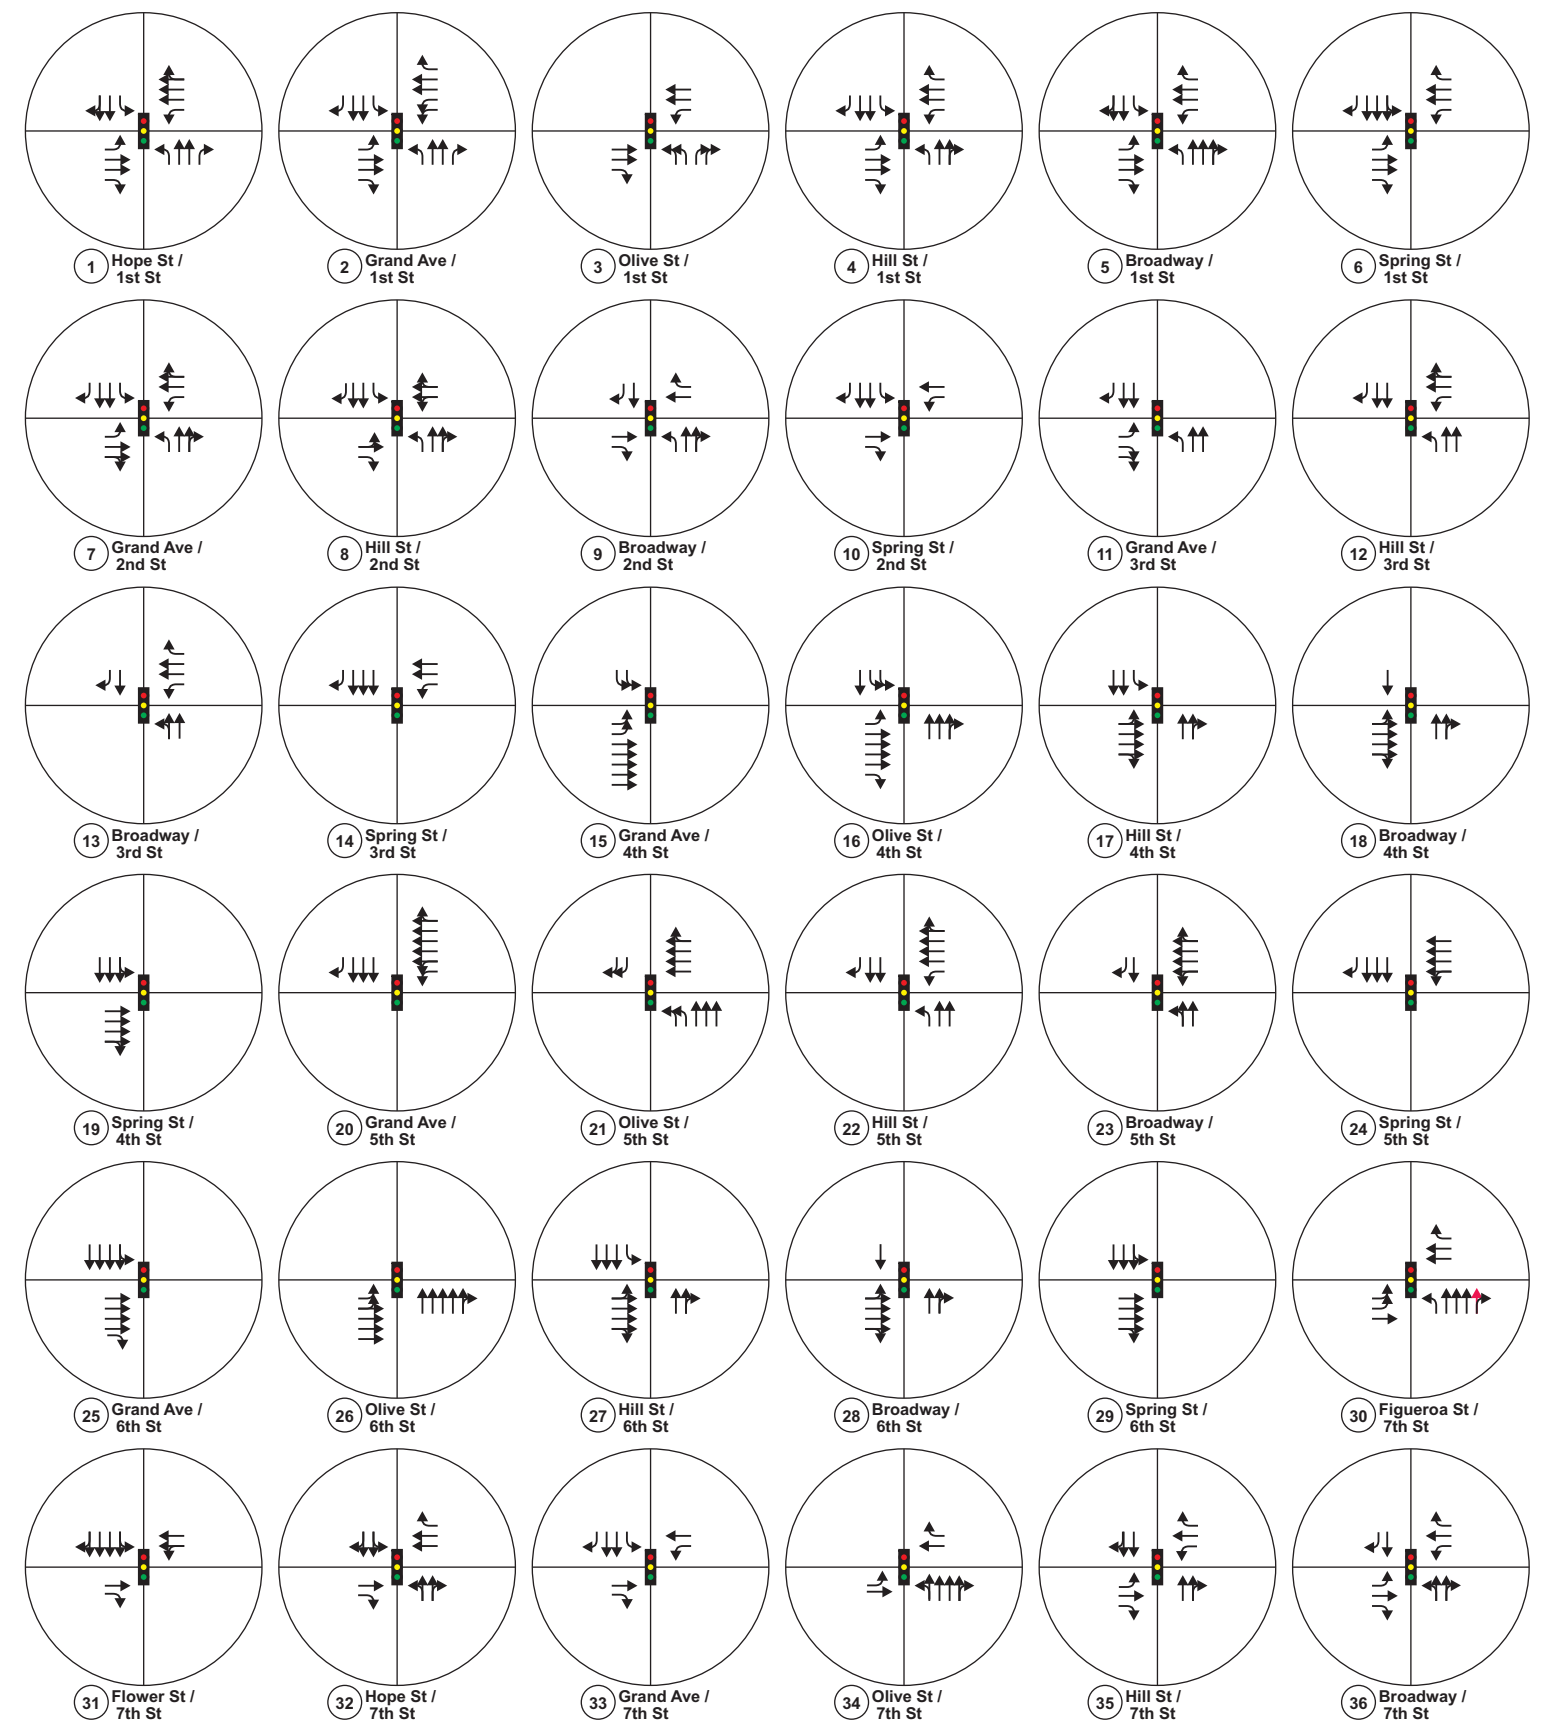 1 Hope St /
1st St
2 Grand Ave /
1st St
3 Olive St /
1st St
4 Hill St /
1st St
5 Broadway /
1st St
6 Spring St /
1st St
7 Grand Ave /
2nd St
8 Hill St /
2nd St
9 Broadway /
2nd St
10 Spring St /
2nd St
11 Grand Ave /
3rd St
12 Hill St /
3rd St
13 Broadway /
3rd St
14 Spring St /
3rd St
15 Grand Ave /
4th St
16 Olive St /
4th St
17 Hill St /
4th St
18 Broadway /
4th St
19 Spring St /
4th St
20 Grand Ave /
5th St
21 Olive St /
5th St
22 Hill St /
5th St
23 Broadway /
5th St
24 Spring St /
5th St
25 Grand Ave /
6th St
26 Olive St /
6th St
27 Hill St /
6th St
28 Broadway /
6th St
29 Spring St /
6th St
30 Figueroa St /
7th St
31 Flower St /
7th St
32 Hope St /
7th St
33 Grand Ave /
7th St
34 Olive St /
7th St
35 Hill St /
7th St
36 Broadway /
7th St